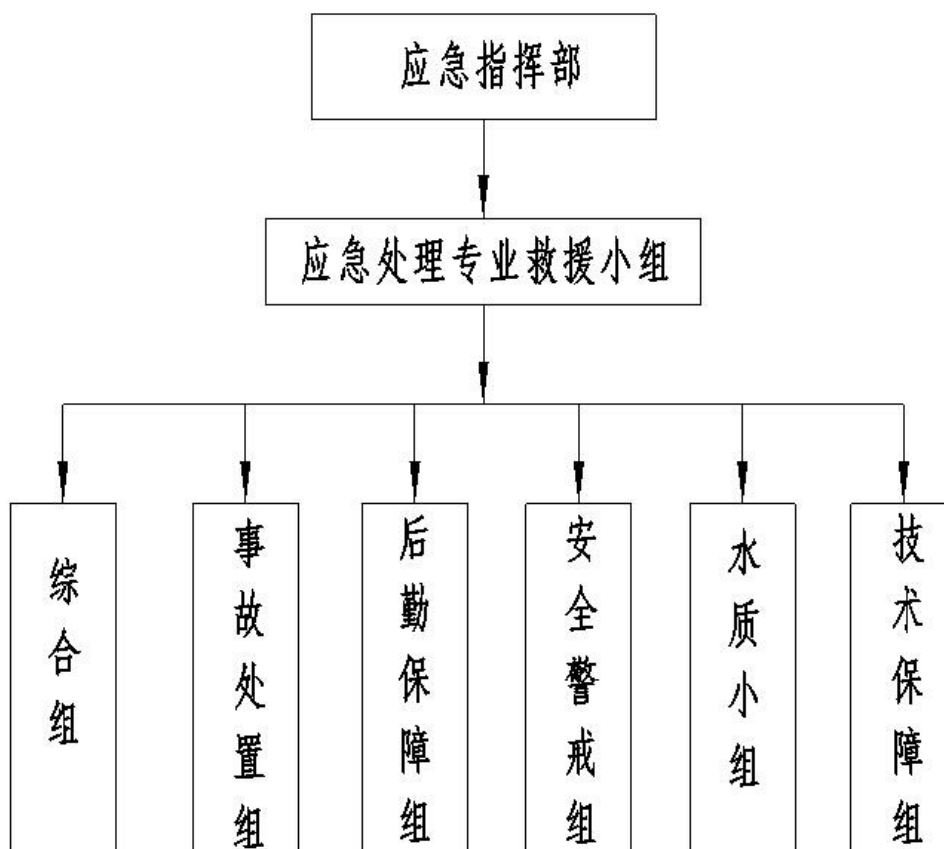 应急指挥部
应急处理专业救援小组
综合组
事故处置组
后勤保障组
安全警戒组
水质小组
技术保障组